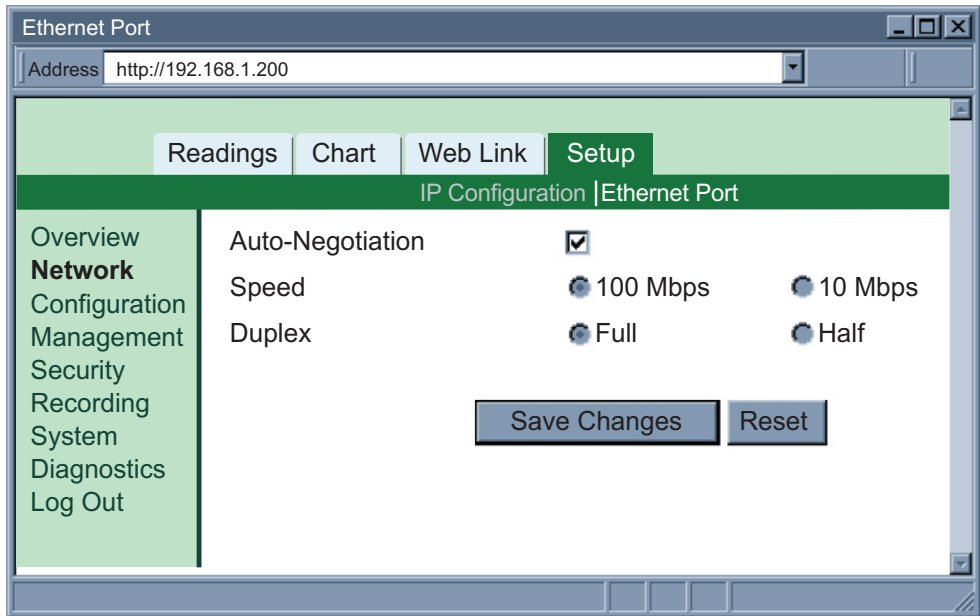 Ethernet Port
Address http://192.168.1.200
Readings Chart Web Link Setup
IP Configuration | Ethernet Port
Overview
Network
Configuration
Management
Security
Recording
System
Diagnostics
Log Out
Auto-Negotiation
Speed 100 Mbps 10 Mbps
Duplex Full Half
Save Changes Reset